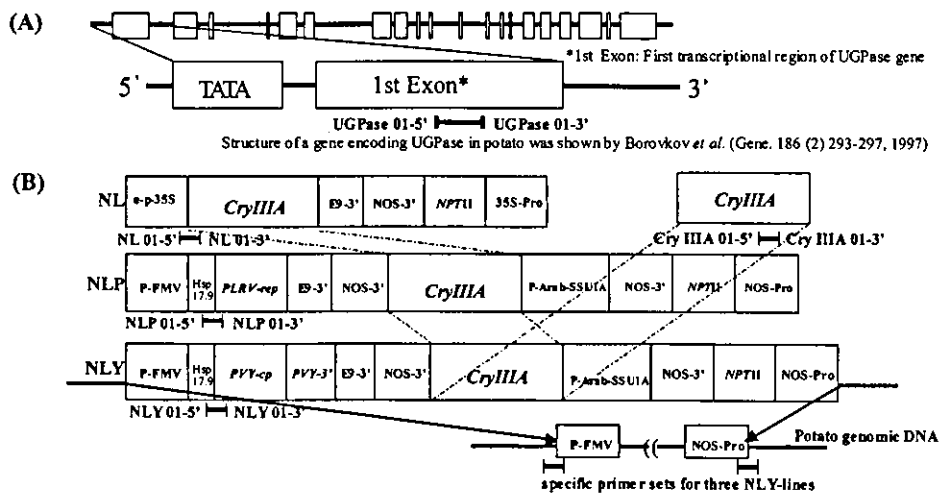 (A)
*1st Exon: First transcriptional region of UGPase gene
5` TATA 1st Exon* 3`
UGPase 01-5' UGPase 01-3'
Structure of a gene encoding UGPase in potato was shown by Borovkov et al. (Gene. 186 (2) 293-297, 1997)
(B)
NL e-p35S CryIIIA E9-3' NOS-3' NPTII 35S-Pro CryIIIA
NL 01-5' NL 01-3' Cry IIIA 01-5' Cry IIIA 01-3'
NLP P-FMV Hsp 17.9 PLRV-rep E9-3' NOS-3' CryIIIA P-Arab-SSU1A NOS-3' NPTII NOS-Pro
NLP 01-5' NLP 01-3'
NLY P-FMV Hsp 17.9 PVY-cp PVY-3' E9-3' NOS-3' CryIIIA P-Arab-SSU1A NOS-3' NPTII NOS-Pro
NLY 01-5' NLY 01-3'
P-FMV NOS-Pro Potato genomic DNA
specific primer sets for three NLY-lines